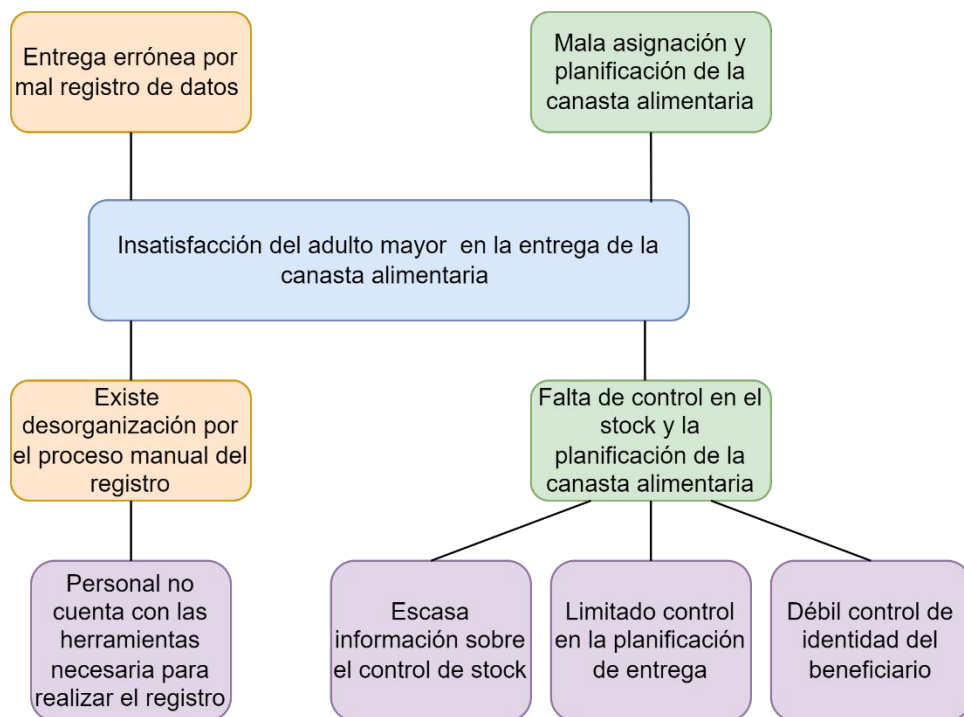 Entrega errónea por
mal registro de datos
Mala asignación y
planificación de la
canasta alimentaria
Insatisfacción del adulto mayor en la entrega de la
canasta alimentaria
Existe
desorganización por
el proceso manual del
registro
Falta de control en el
stock y la
planificación de la
canasta alimentaria
Personal no
cuenta con las
herramientas
necesaria para
realizar el registro
Escasa
información sobre
el control de stock
Limitado control
en la planificación
de entrega
Débil control de
identidad del
beneficiario